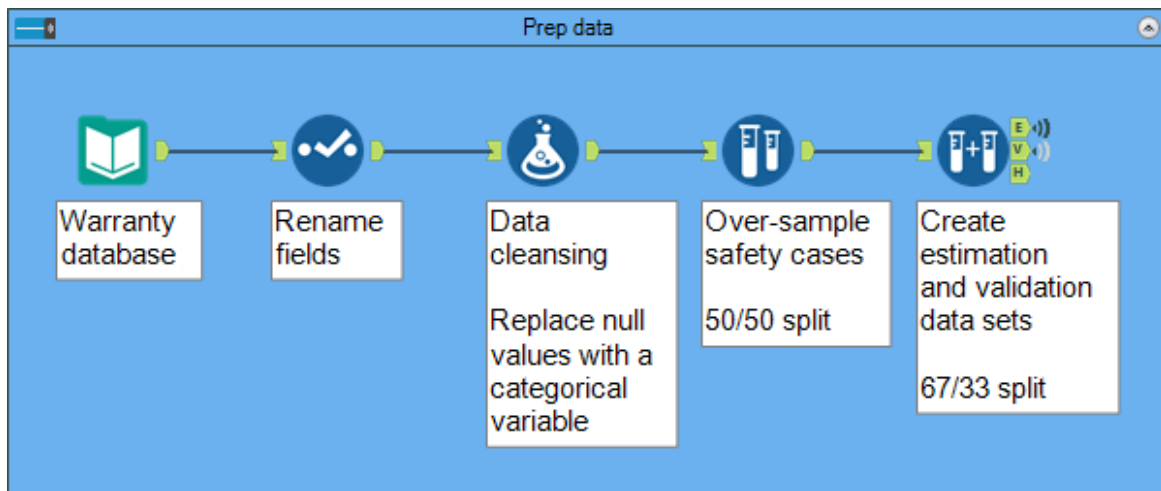 Prep data
E
V
H
Warranty
database
Rename
fields
Data
cleansing
Replace null
values with a
categorical
variable
Over-sample
safety cases
50/50 split
Create
estimation
and validation
data sets
67/33 split